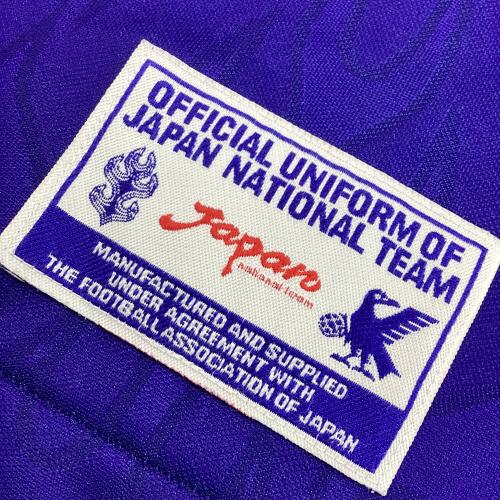 OFFICIAL UNIFORM OF
JAPAN NATIONAL TEAM
Japan
national team
MANUFACTURED AND SUPPLIED
UNDER AGREEMENT WITH
THE FOOTBALL ASSOCIATION OF JAPAN